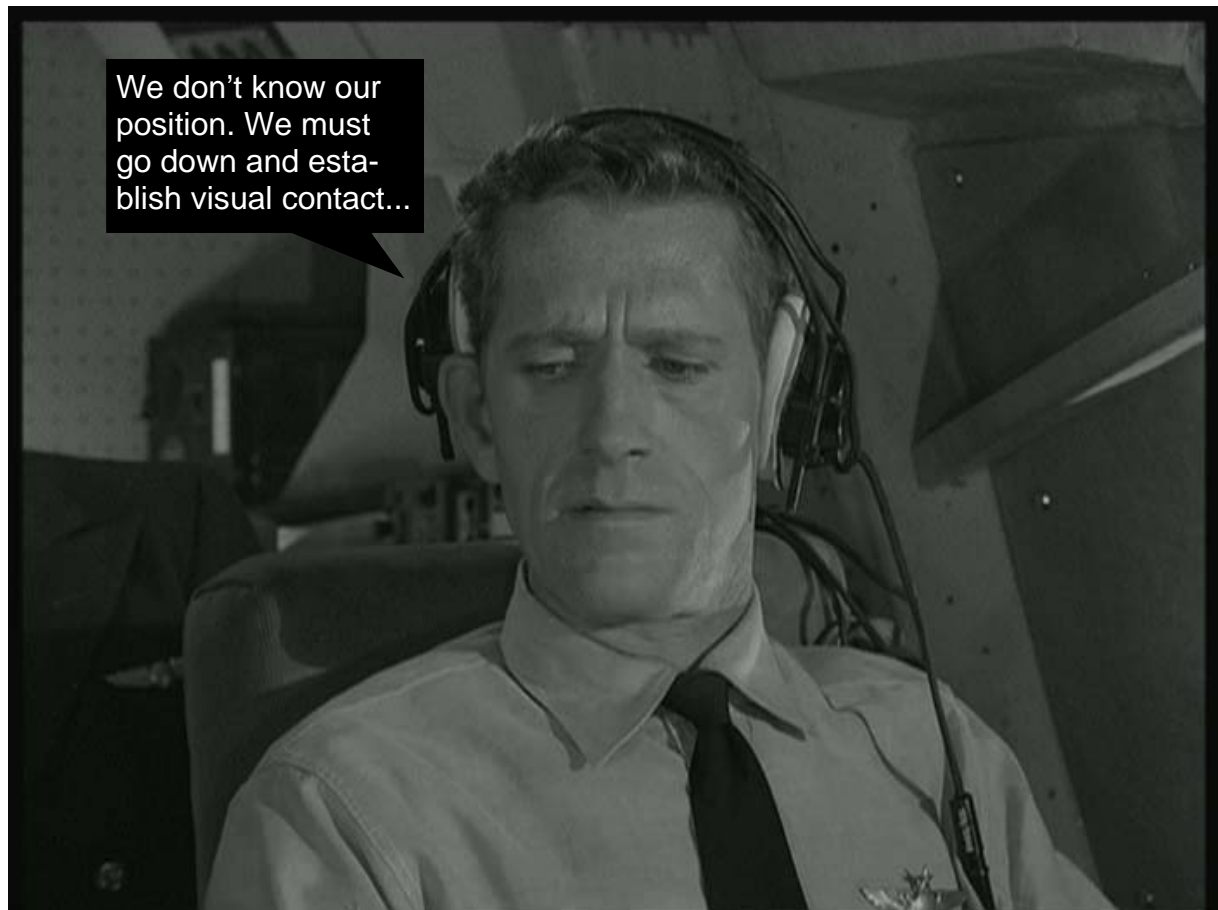 We don’t know our
position. We must
go down and esta-
blish visual contact...